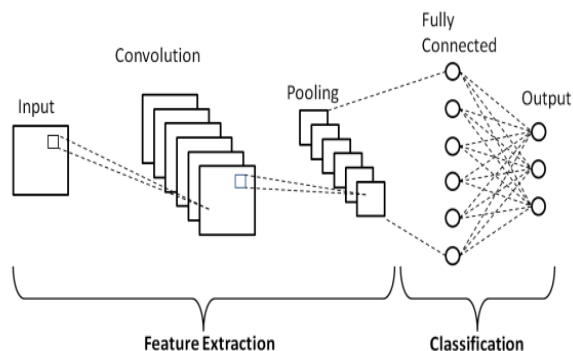 Input
Convolution
Pooling
Fully
Connected
Output
Feature Extraction
Classification